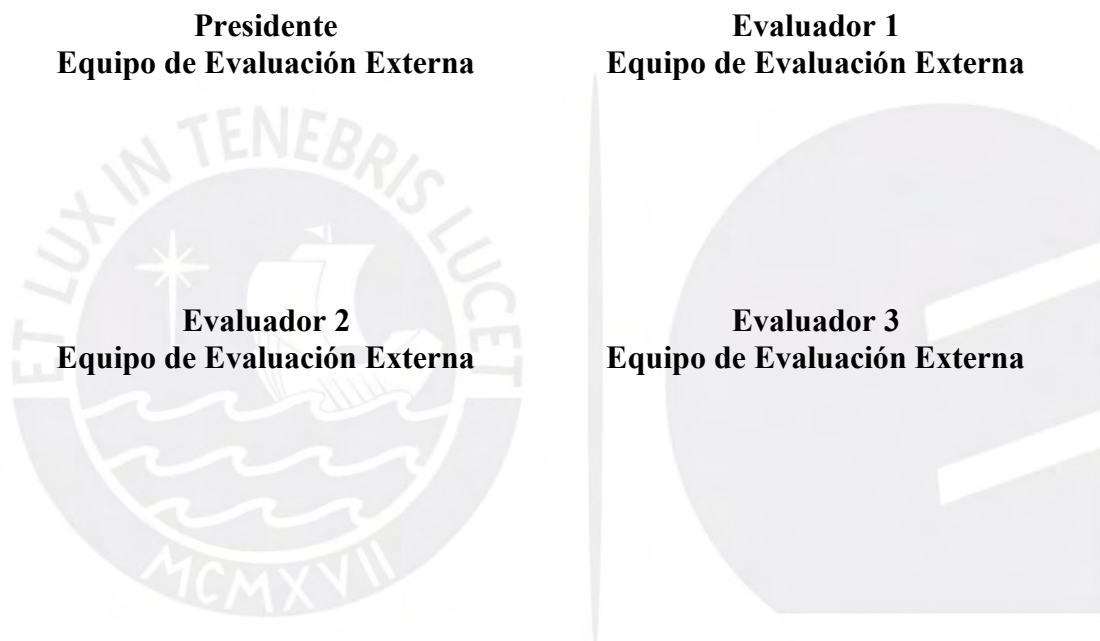 Presidente
Equipo de Evaluación Externa
Evaluador 1
Equipo de Evaluación Externa
ET LUX IN TENEBRIS LUCET
MCMXVII
Evaluador 2
Equipo de Evaluación Externa
Evaluador 3
Equipo de Evaluación Externa